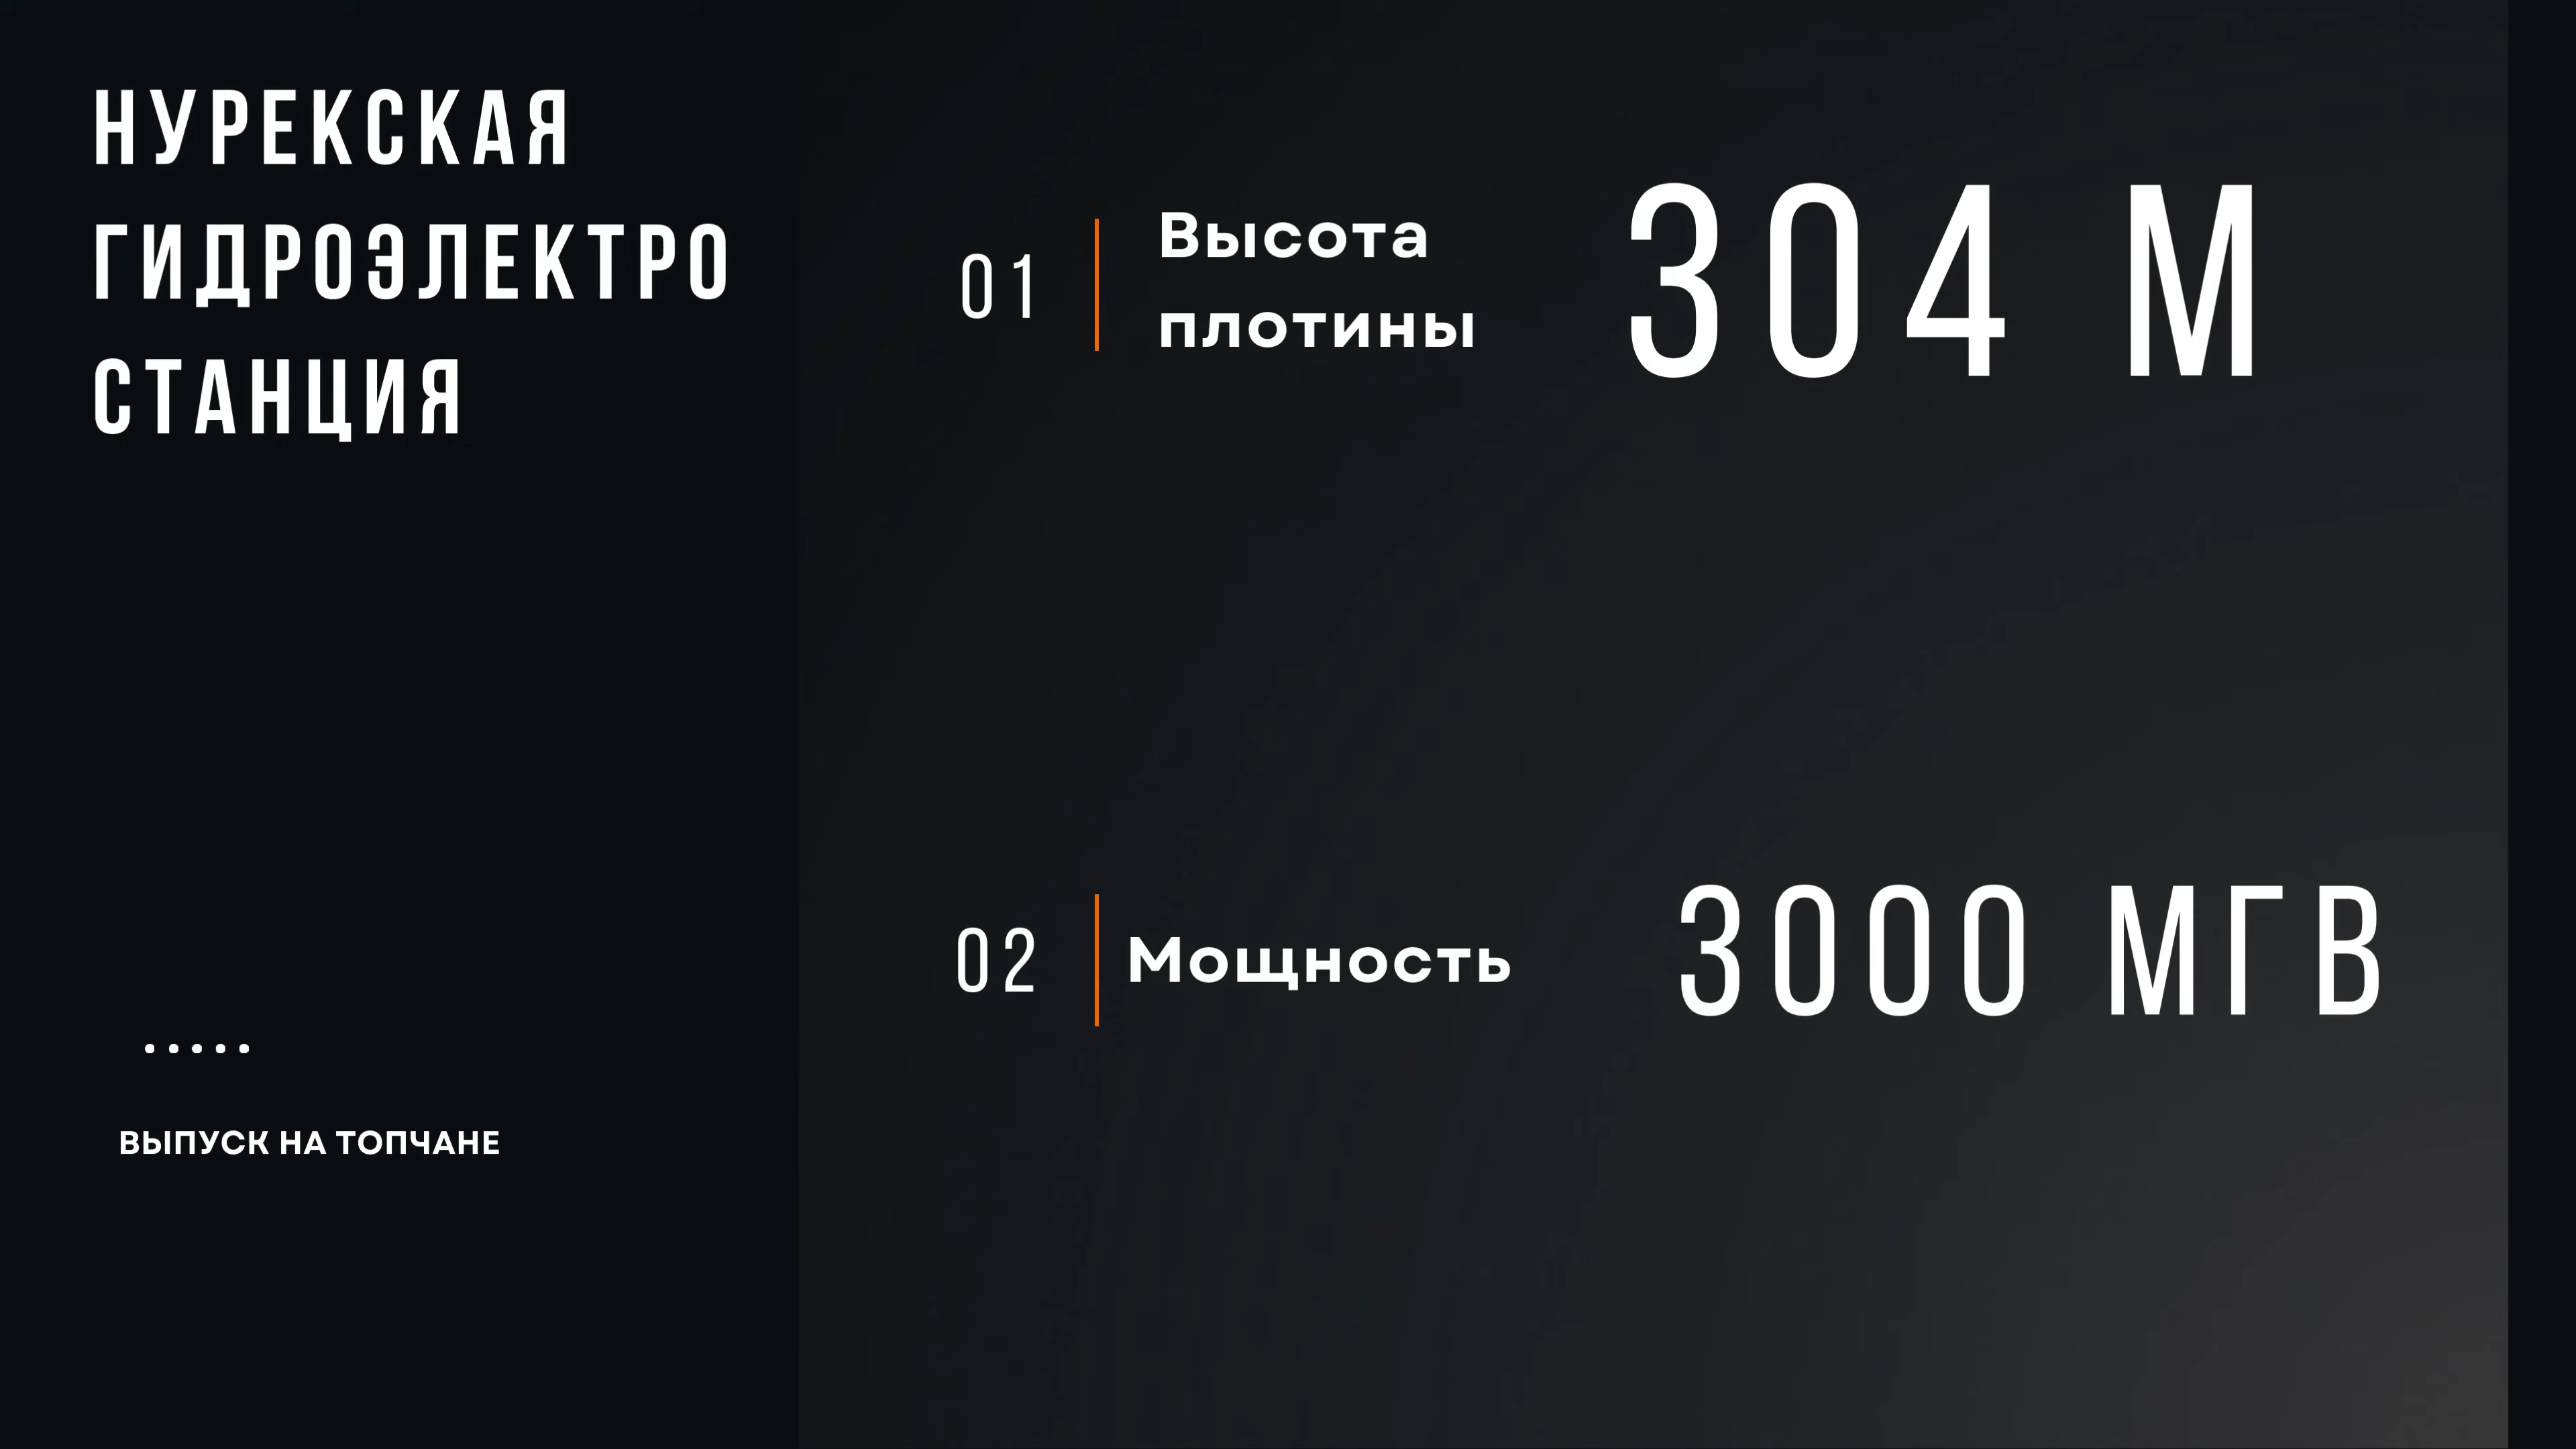 НУРЕКСКАЯ
ГИДРОЭЛЕКТРО
СТАНЦИЯ
01
Высота
плотины
304 М
02
Мощность
3000 МГВ
.....
ВЫПУСК НА ТОПЧАНЕ